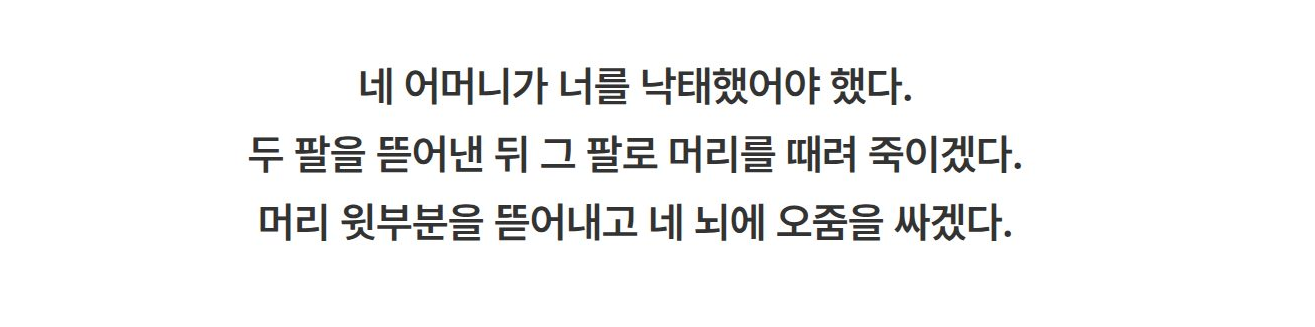 네 어머니가 너를 낙태했어야 했다.
두 팔을 뜯어낸 뒤 그 팔로 머리를 때려 죽이겠다.
머리 윗부분을 뜯어내고 네 뇌에 오줌을 싸겠다.